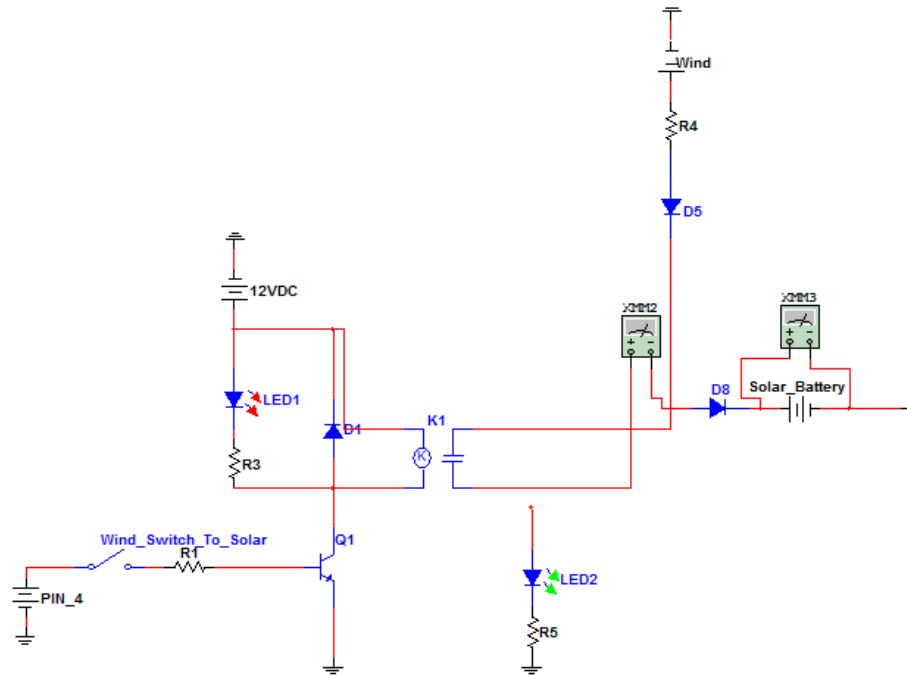 Wind
R4
D5
12VDC
XMM2
+ -
XMM3
+ -
D8
Solar_Battery
LED1
D1
K1
K
R3
Wind_Switch_To_Solar
R1
Q1
PIN_4
LED2
R5